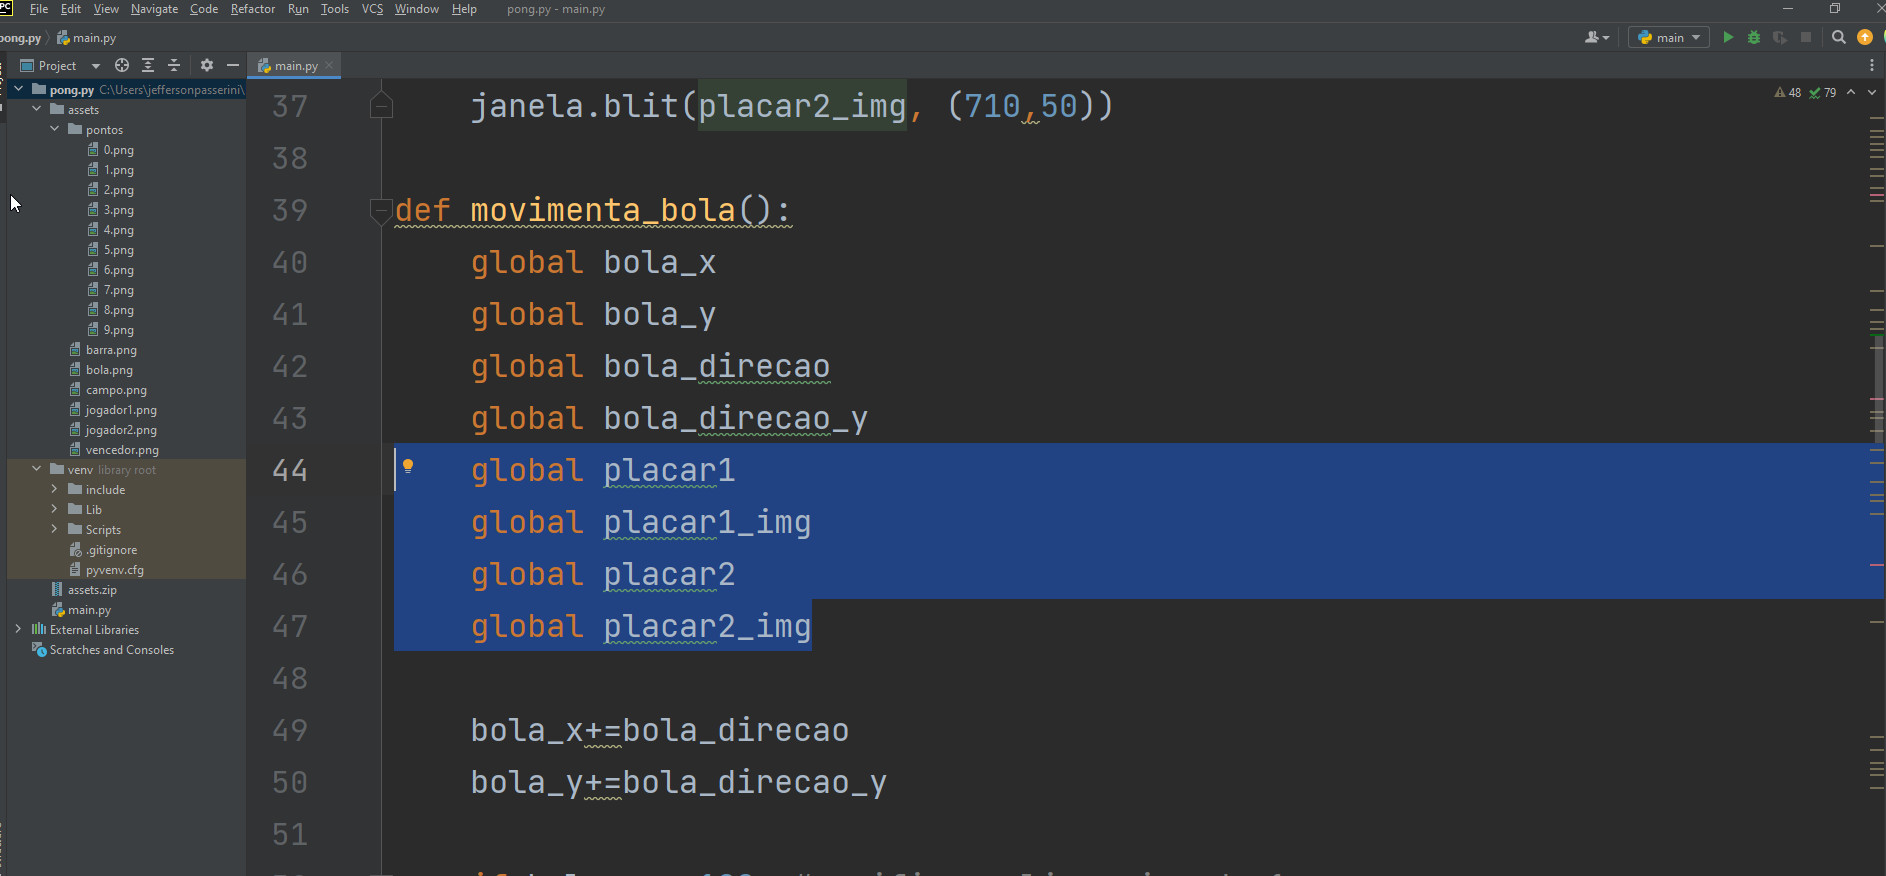 PC File Edit View Navigate Code Refactor Run Tools VCS Window Help pong.py - main.py
pong.py main.py main
Project main.py
pong.py C:\Users\jeffersonpasserini\
assets
pontos
0.png
1.png
2.png
3.png
4.png
5.png
6.png
7.png
8.png
9.png
barra.png
bola.png
campo.png
jogador1.png
jogador2.png
vencedor.png
venv library root
include
Lib
Scripts
.gitignore
pyvenv.cfg
assets.zip
main.py
External Libraries
Scratches and Consoles
48 79
37 janela.blit(placar2_img, (710,50))
38
39 def movimenta_bola():
40 global bola_x
41 global bola_y
42 global bola_direcao
43 global bola_direcao_y
44 global placar1
45 global placar1_img
46 global placar2
47 global placar2_img
48
49 bola_x+=bola_direcao
50 bola_y+=bola_direcao_y
51